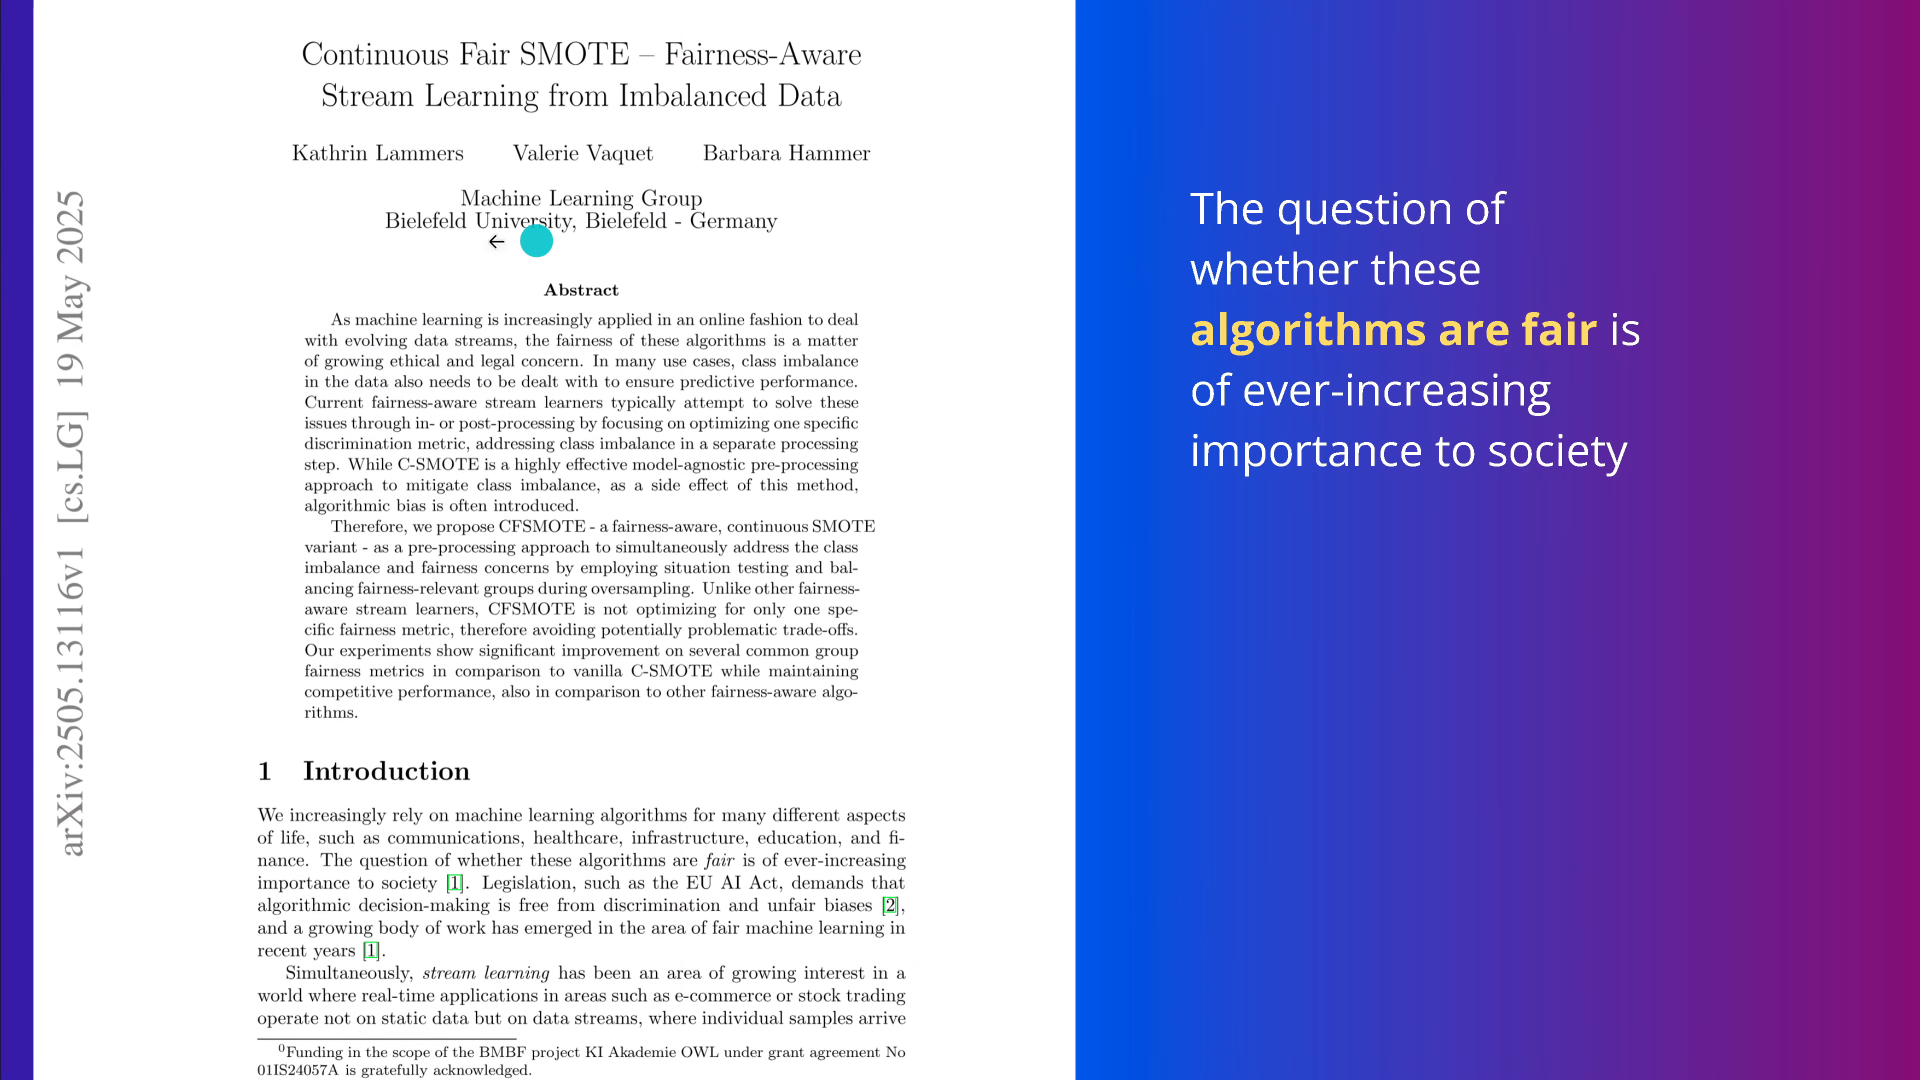 Continuous Fair SMOTE – Fairness-Aware
Stream Learning from Imbalanced Data
Kathrin Lammers Valerie Vaquet Barbara Hammer
Machine Learning Group
Bielefeld University, Bielefeld - Germany
Abstract
As machine learning is increasingly applied in an online fashion to deal
with evolving data streams, the fairness of these algorithms is a matter
of growing ethical and legal concern. In many use cases, class imbalance
in the data also needs to be dealt with to ensure predictive performance.
Current fairness-aware stream learners typically attempt to solve these
issues through in- or post-processing by focusing on optimizing one specific
discrimination metric, addressing class imbalance in a separate processing
step. While C-SMOTE is a highly effective model-agnostic pre-processing
approach to mitigate class imbalance, as a side effect of this method,
algorithmic bias is often introduced.
Therefore, we propose CFSMOTE - a fairness-aware, continuous SMOTE
variant - as a pre-processing approach to simultaneously address the class
imbalance and fairness concerns by employing situation testing and bal-
ancing fairness-relevant groups during oversampling. Unlike other fairness-
aware stream learners, CFSMOTE is not optimizing for only one spe-
cific fairness metric, therefore avoiding potentially problematic trade-offs.
Our experiments show significant improvement on several common group
fairness metrics in comparison to vanilla C-SMOTE while maintaining
competitive performance, also in comparison to other fairness-aware algo-
rithms.
1 Introduction
We increasingly rely on machine learning algorithms for many different aspects
of life, such as communications, healthcare, infrastructure, education, and fi-
nance. The question of whether these algorithms are fair is of ever-increasing
importance to society [1]. Legislation, such as the EU AI Act, demands that
algorithmic decision-making is free from discrimination and unfair biases [2],
and a growing body of work has emerged in the area of fair machine learning in
recent years [1].
Simultaneously, stream learning has been an area of growing interest in a
world where real-time applications in areas such as e-commerce or stock trading
operate not on static data but on data streams, where individual samples arrive
0Funding in the scope of the BMBF project KI Akademie OWL under grant agreement No
01IS24057A is gratefully acknowledged.
arXiv:2505.13116v1 [cs.LG] 19 May 2025
The question of
whether these
algorithms are fair is
of ever-increasing
importance to society